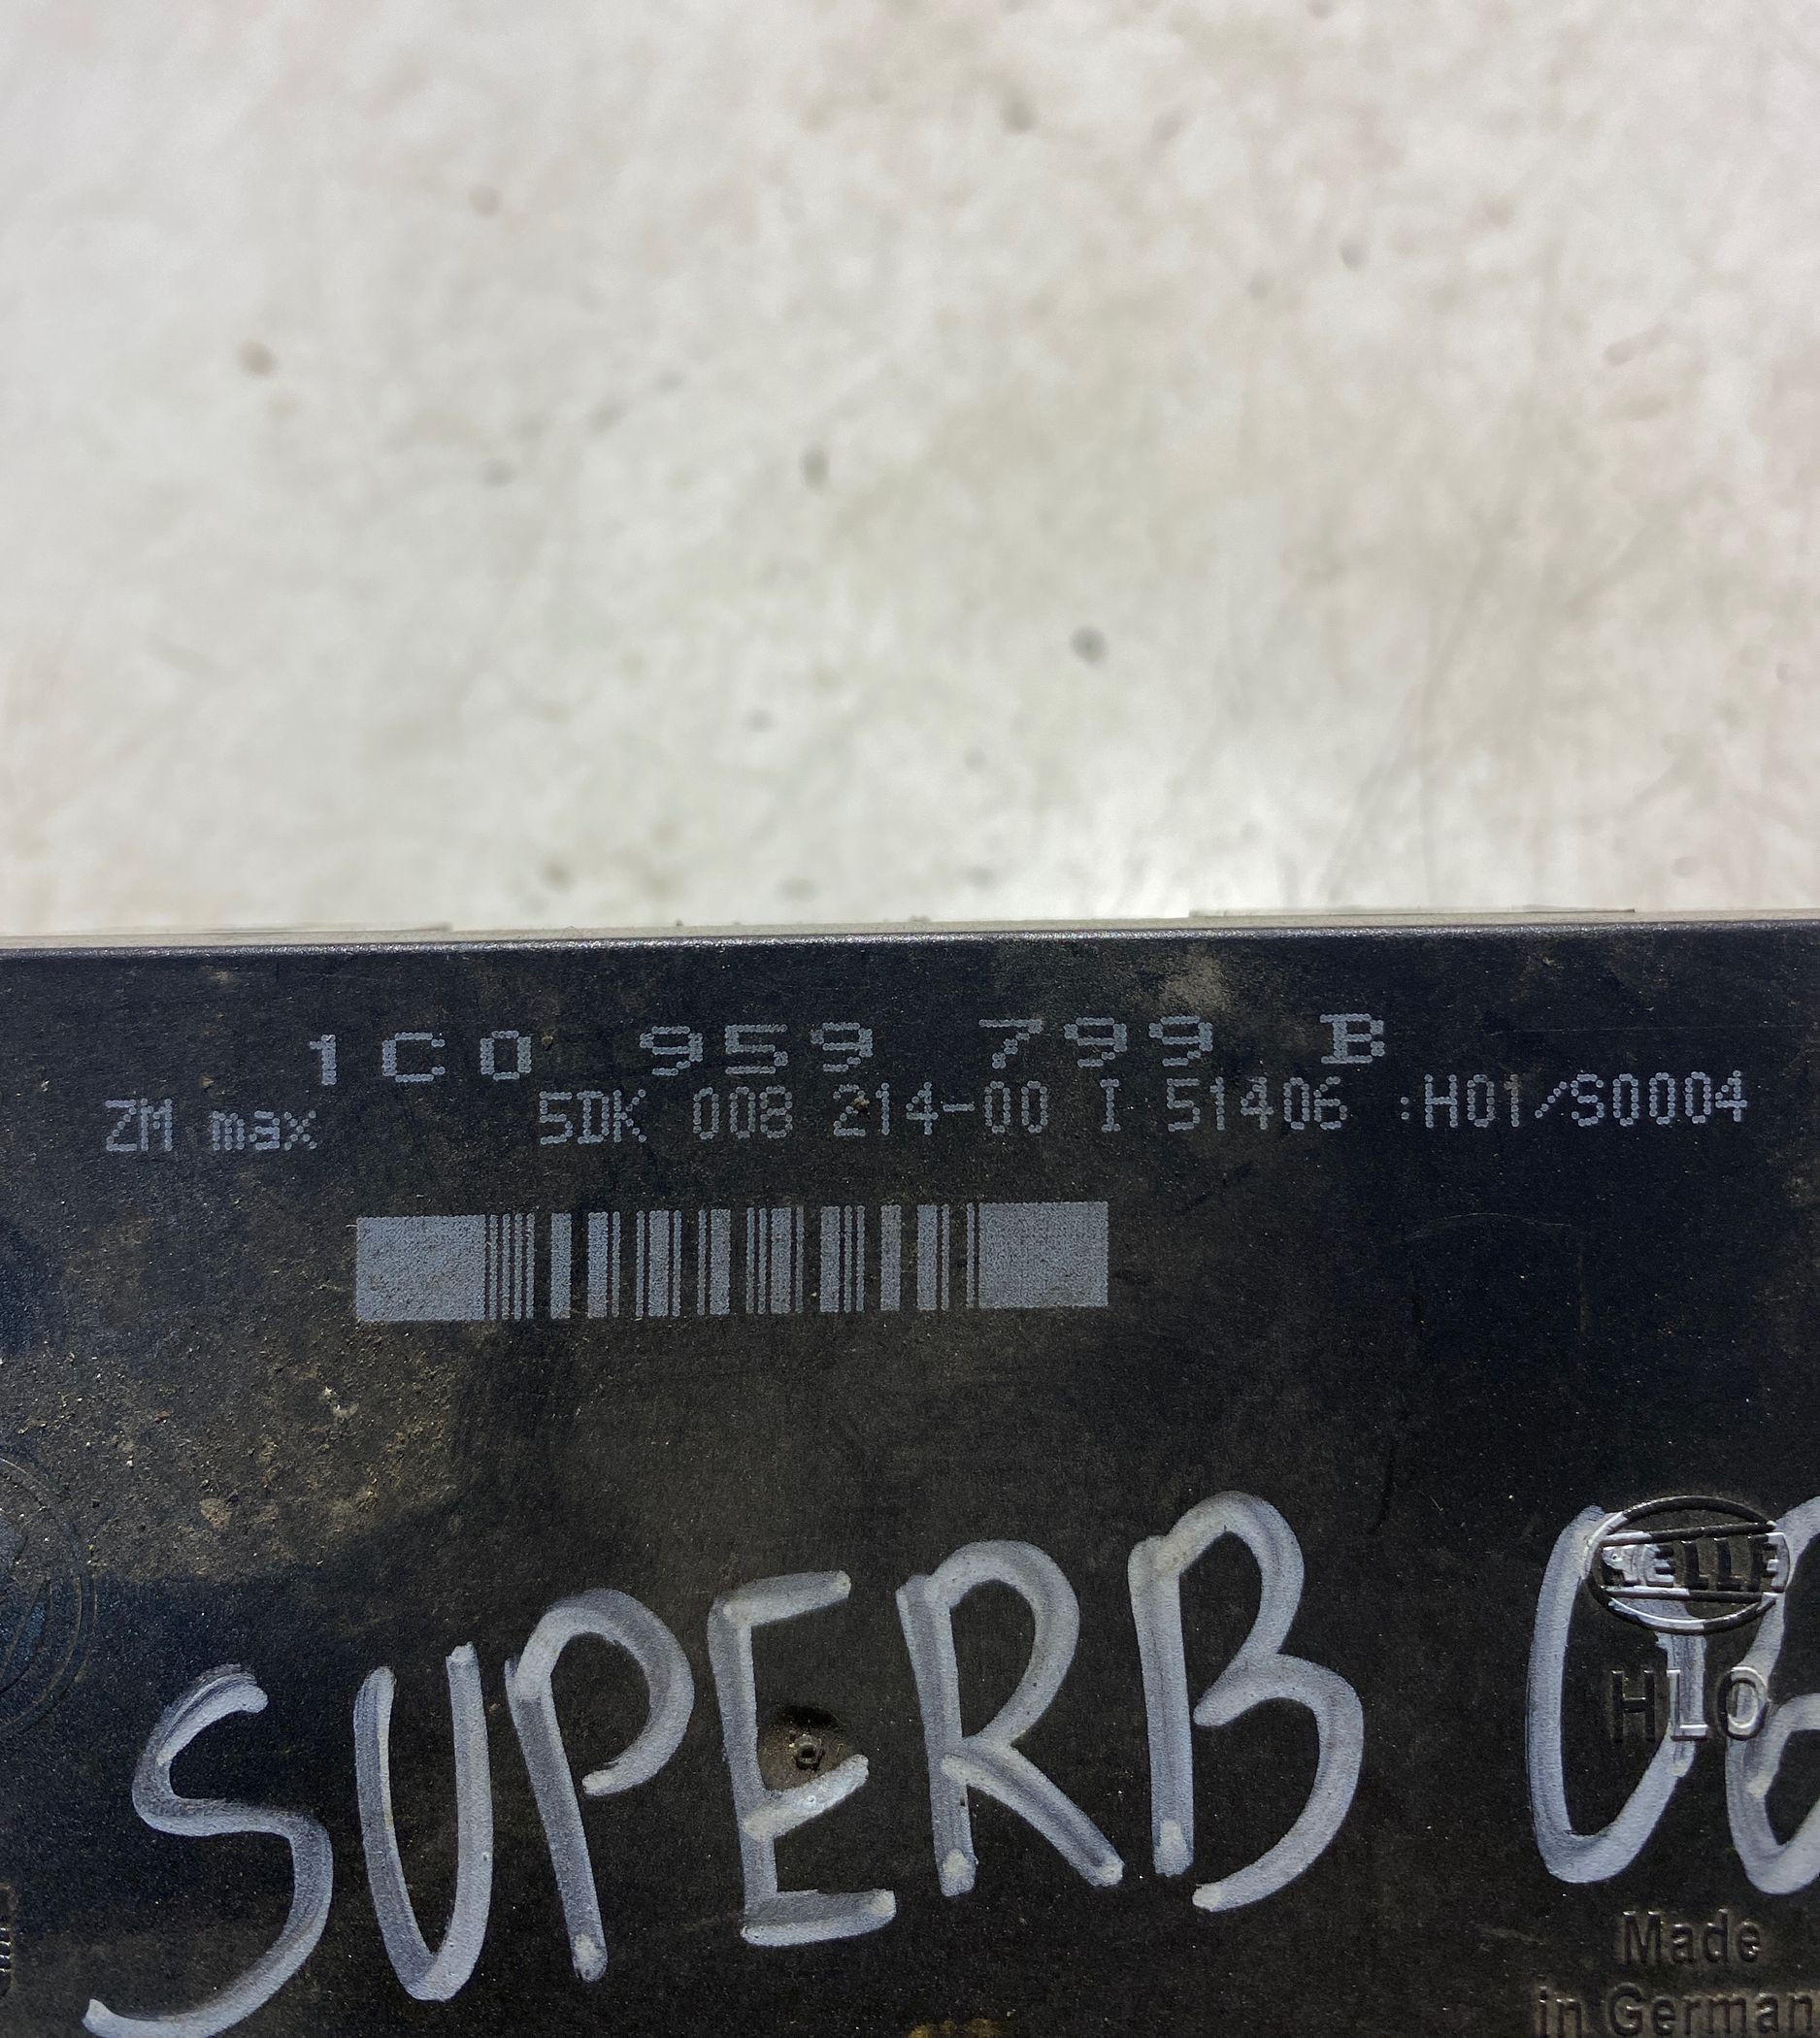 1C0 959 799 B
ZM max 5DK 008 214-00 I 51406 :H01/S0004
HELLA
SUPERB
HLO
Made
in German